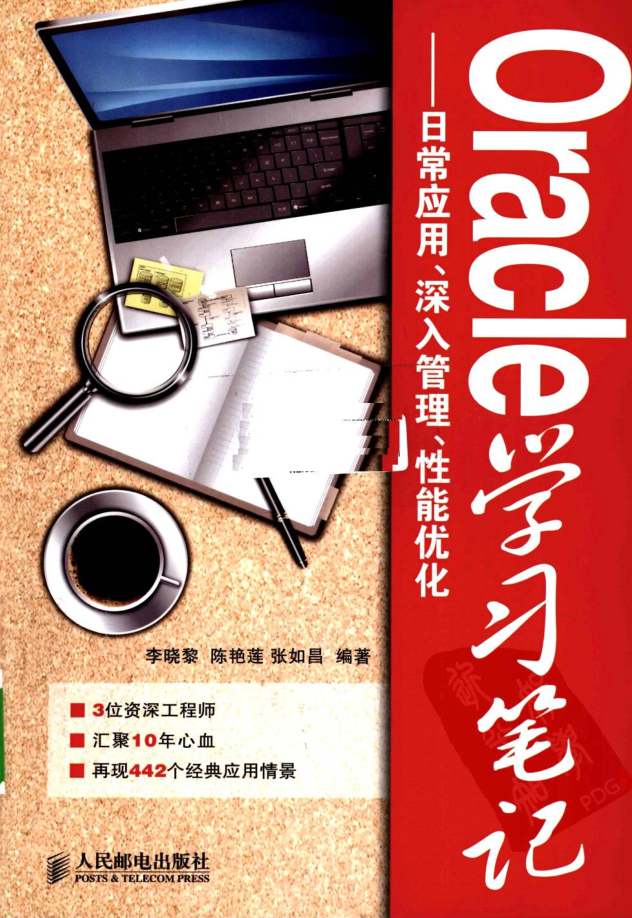 Oracle学习笔记
——日常应用、深入管理、性能优化
李晓黎 陈艳莲 张如昌 编著
■ 3位资深工程师
■ 汇聚10年心血
■ 再现442个经典应用情景
人民邮电出版社
POSTS & TELECOM PRESS
PDG